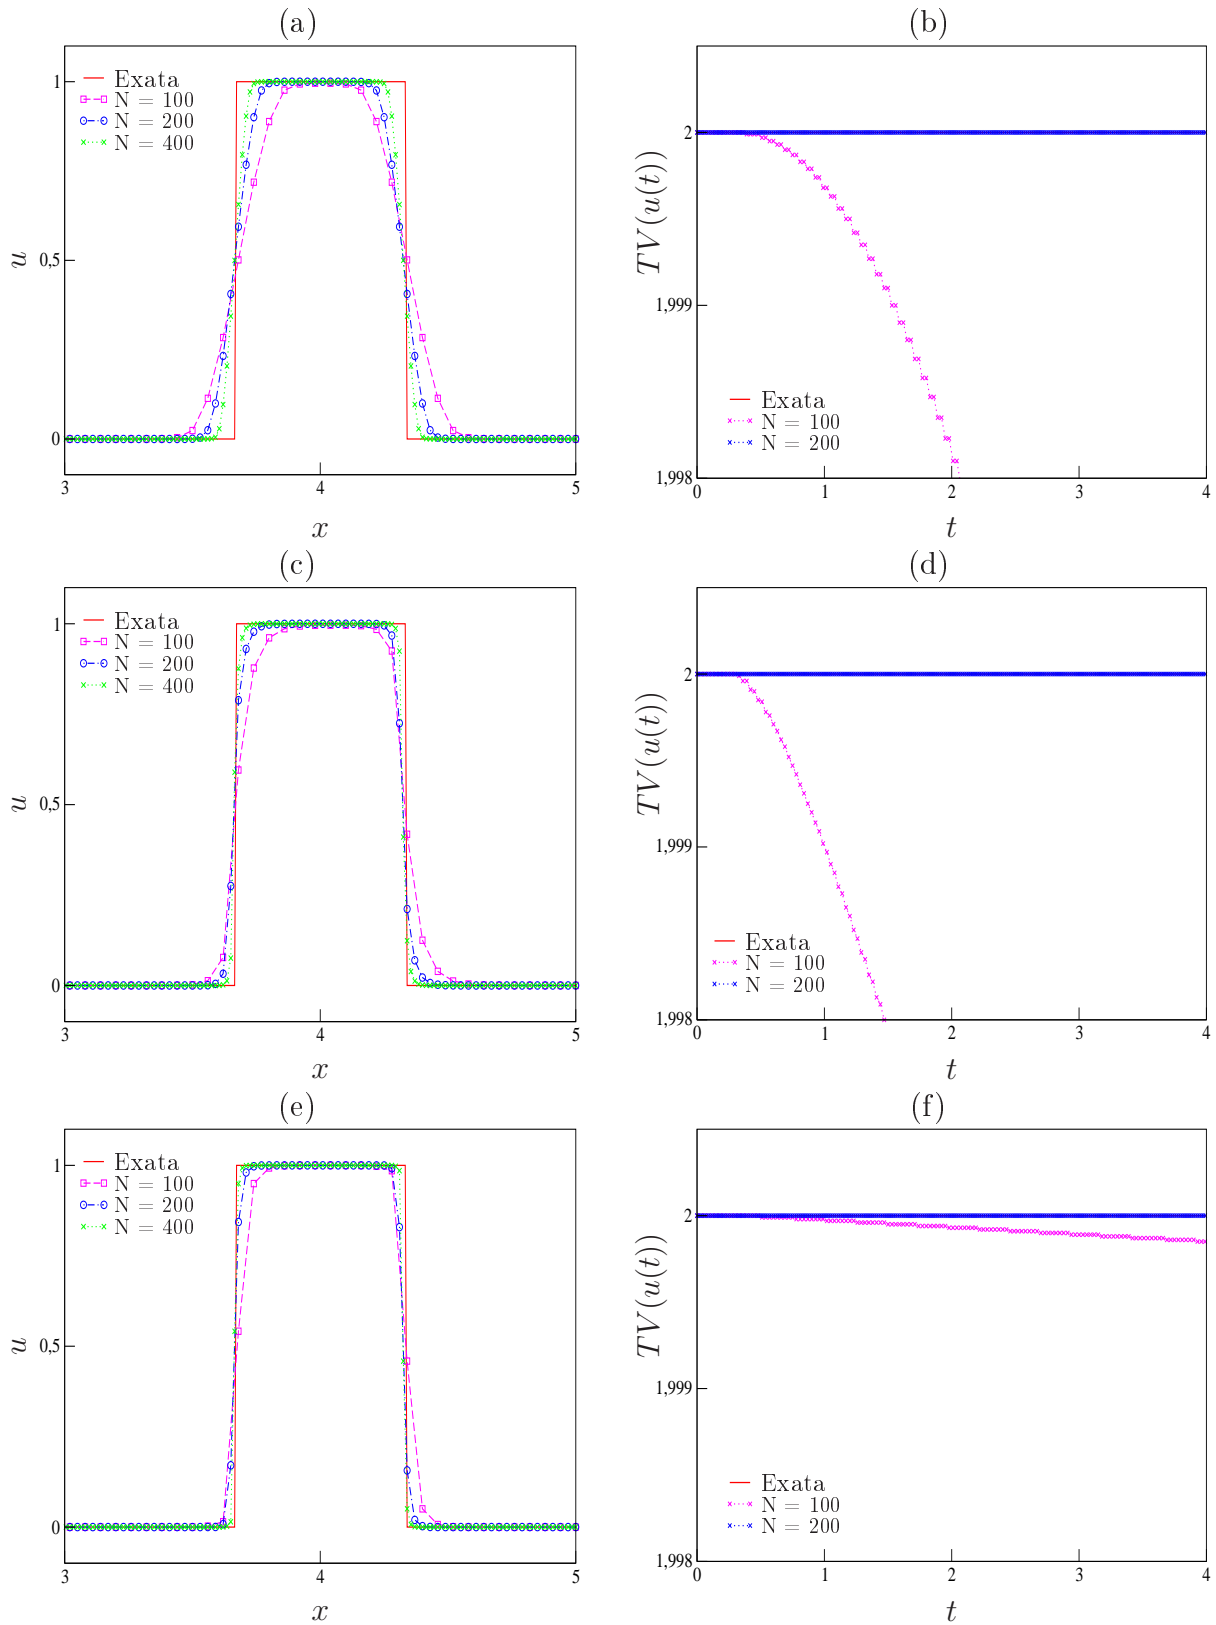 (a)
1
0,5
0
u
Exata
N = 100
N = 200
N = 400
3
4
5
x
(b)
2
1,999
1,998
TV(u(t))
Exata
N = 100
N = 200
0
1
2
3
4
t
(c)
1
0,5
0
u
Exata
N = 100
N = 200
N = 400
3
4
5
x
(d)
2
1,999
1,998
TV(u(t))
Exata
N = 100
N = 200
0
1
2
3
4
t
(e)
1
0,5
0
u
Exata
N = 100
N = 200
N = 400
3
4
5
x
(f)
2
1,999
1,998
TV(u(t))
Exata
N = 100
N = 200
0
1
2
3
4
t